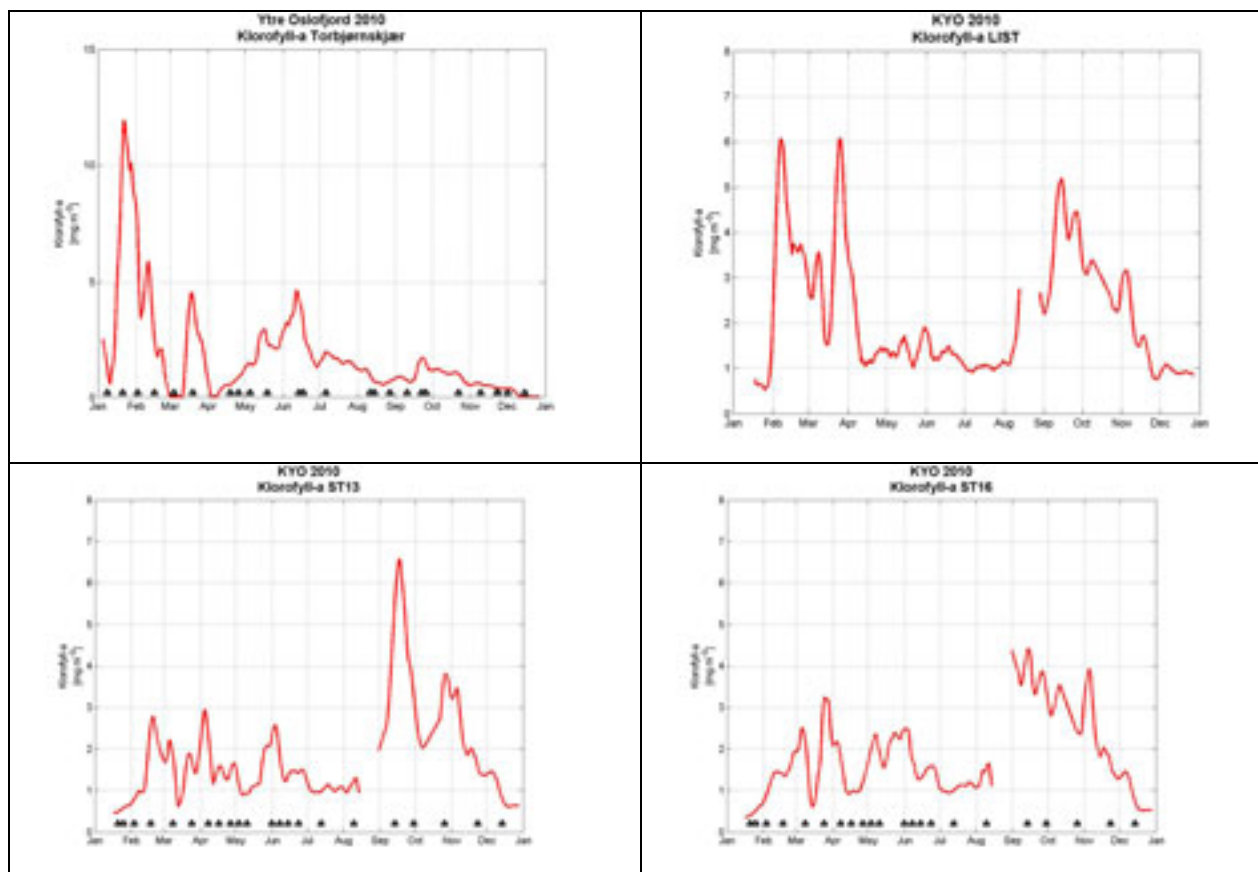 Ytre Oslofjord 2010
Klorofyll-a Torbjørnskjær
15
10
5
0
Klorofyll-a
[mg m⁻³]
Jan Feb Mar Apr May Jun Jul Aug Sep Oct Nov Dec Jan
KYO 2010
Klorofyll-a LIST
8
7
6
5
4
3
2
1
0
Klorofyll-a
[mg m⁻³]
Jan Feb Mar Apr May Jun Jul Aug Sep Oct Nov Dec Jan
KYO 2010
Klorofyll-a ST13
8
7
6
5
4
3
2
1
0
Klorofyll-a
[mg m⁻³]
Jan Feb Mar Apr May Jun Jul Aug Sep Oct Nov Dec Jan
KYO 2010
Klorofyll-a ST16
8
7
6
5
4
3
2
1
0
Klorofyll-a
[mg m⁻³]
Jan Feb Mar Apr May Jun Jul Aug Sep Oct Nov Dec Jan